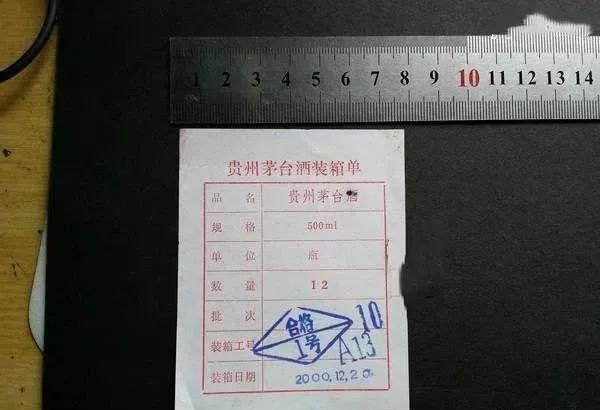 1 2 3 4 5 6 7 8 9 10 11 12 13 14
贵州茅台酒装箱单
品名 贵州茅台酒
规格 500ml
单位 瓶
数量 12
批次 10
合格
1号
装箱工号 A13
装箱日期 2000.12.20